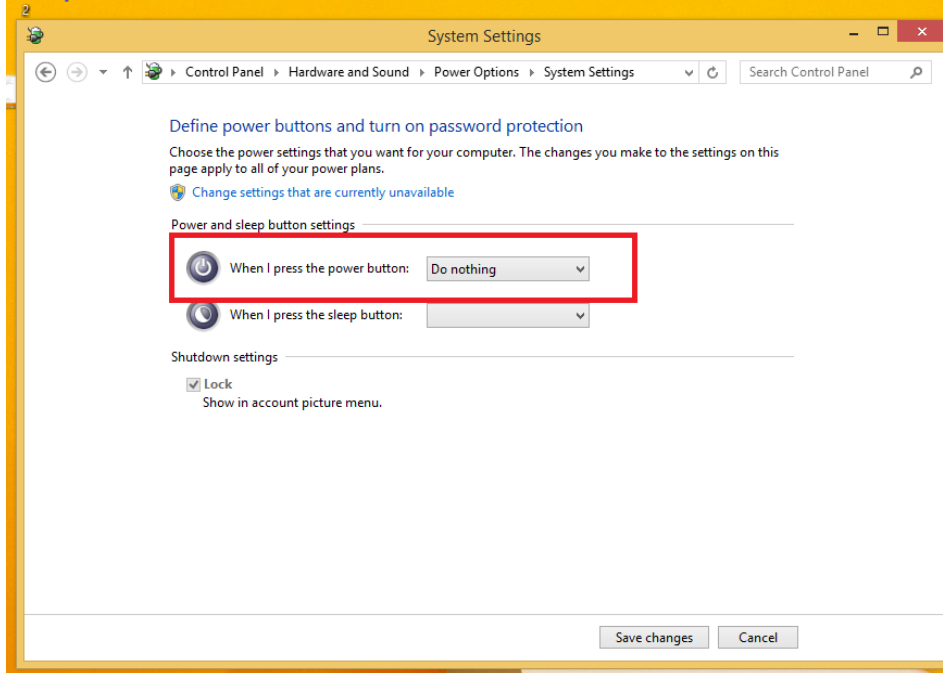 2
System Settings
Control Panel Hardware and Sound Power Options System Settings Search Control Panel
Define power buttons and turn on password protection
Choose the power settings that you want for your computer. The changes you make to the settings on this
page apply to all of your power plans.
Change settings that are currently unavailable
Power and sleep button settings
When I press the power button: Do nothing
When I press the sleep button:
Shutdown settings
Lock
Show in account picture menu.
Save changes Cancel